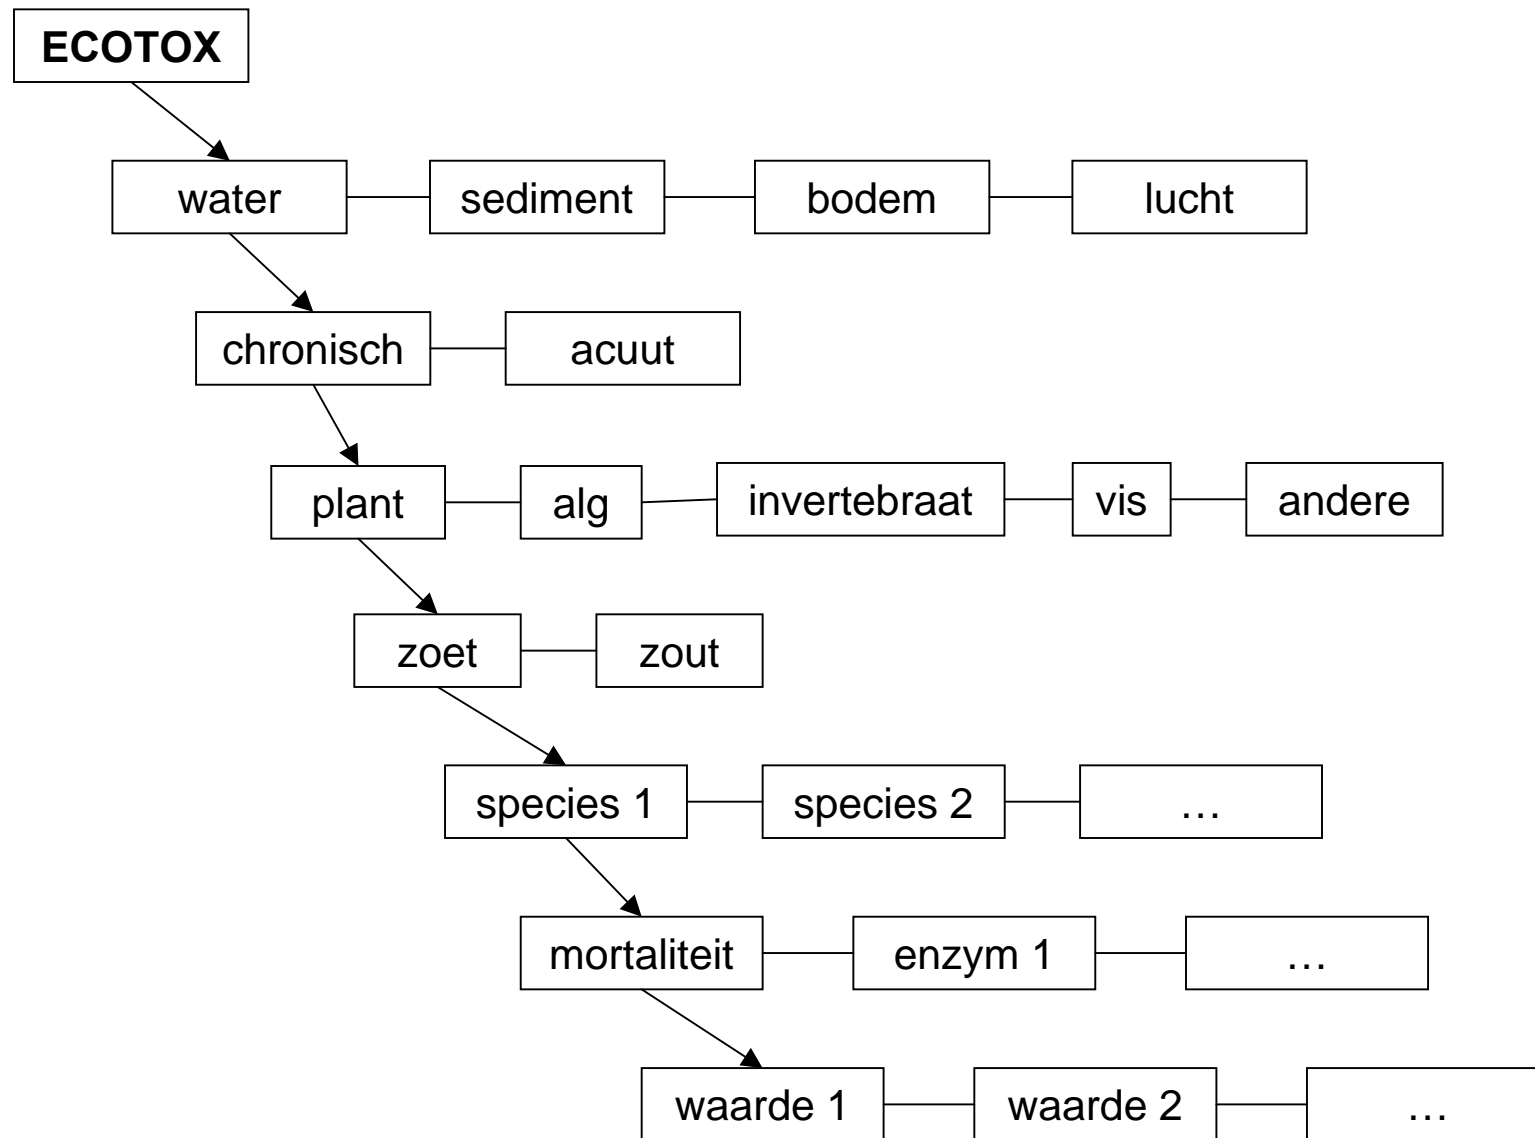 ECOTOX
water sediment bodem lucht
chronisch acuut
plant alg invertebraat vis andere
zoet zout
species 1 species 2 …
mortaliteit enzym 1 …
waarde 1 waarde 2 …